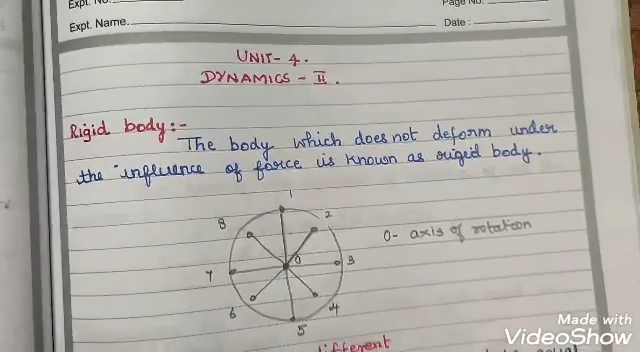 Expt. No.
Page No.
Expt. Name.
Date :
UNIT- 4.
DYNAMICS - II.
Rigid body:-
The body which does not deform under
the influence of force is known as rigid body.
1
8
2
0- axis of rotation
0
7
3
6
4
5
different
Made with
VideoShow